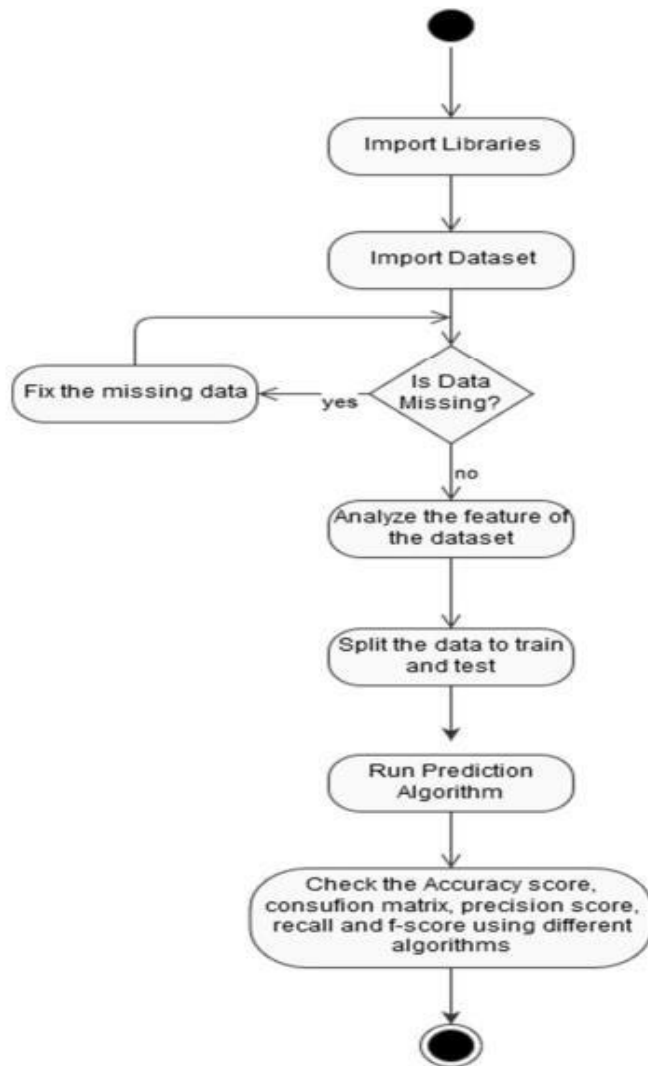 Import Libraries
Import Dataset
Is Data
Missing?
yes
Fix the missing data
no
Analyze the feature of
the dataset
Split the data to train
and test
Run Prediction
Algorithm
Check the Accuracy score,
consufion matrix, precision score,
recall and f-score using different
algorithms